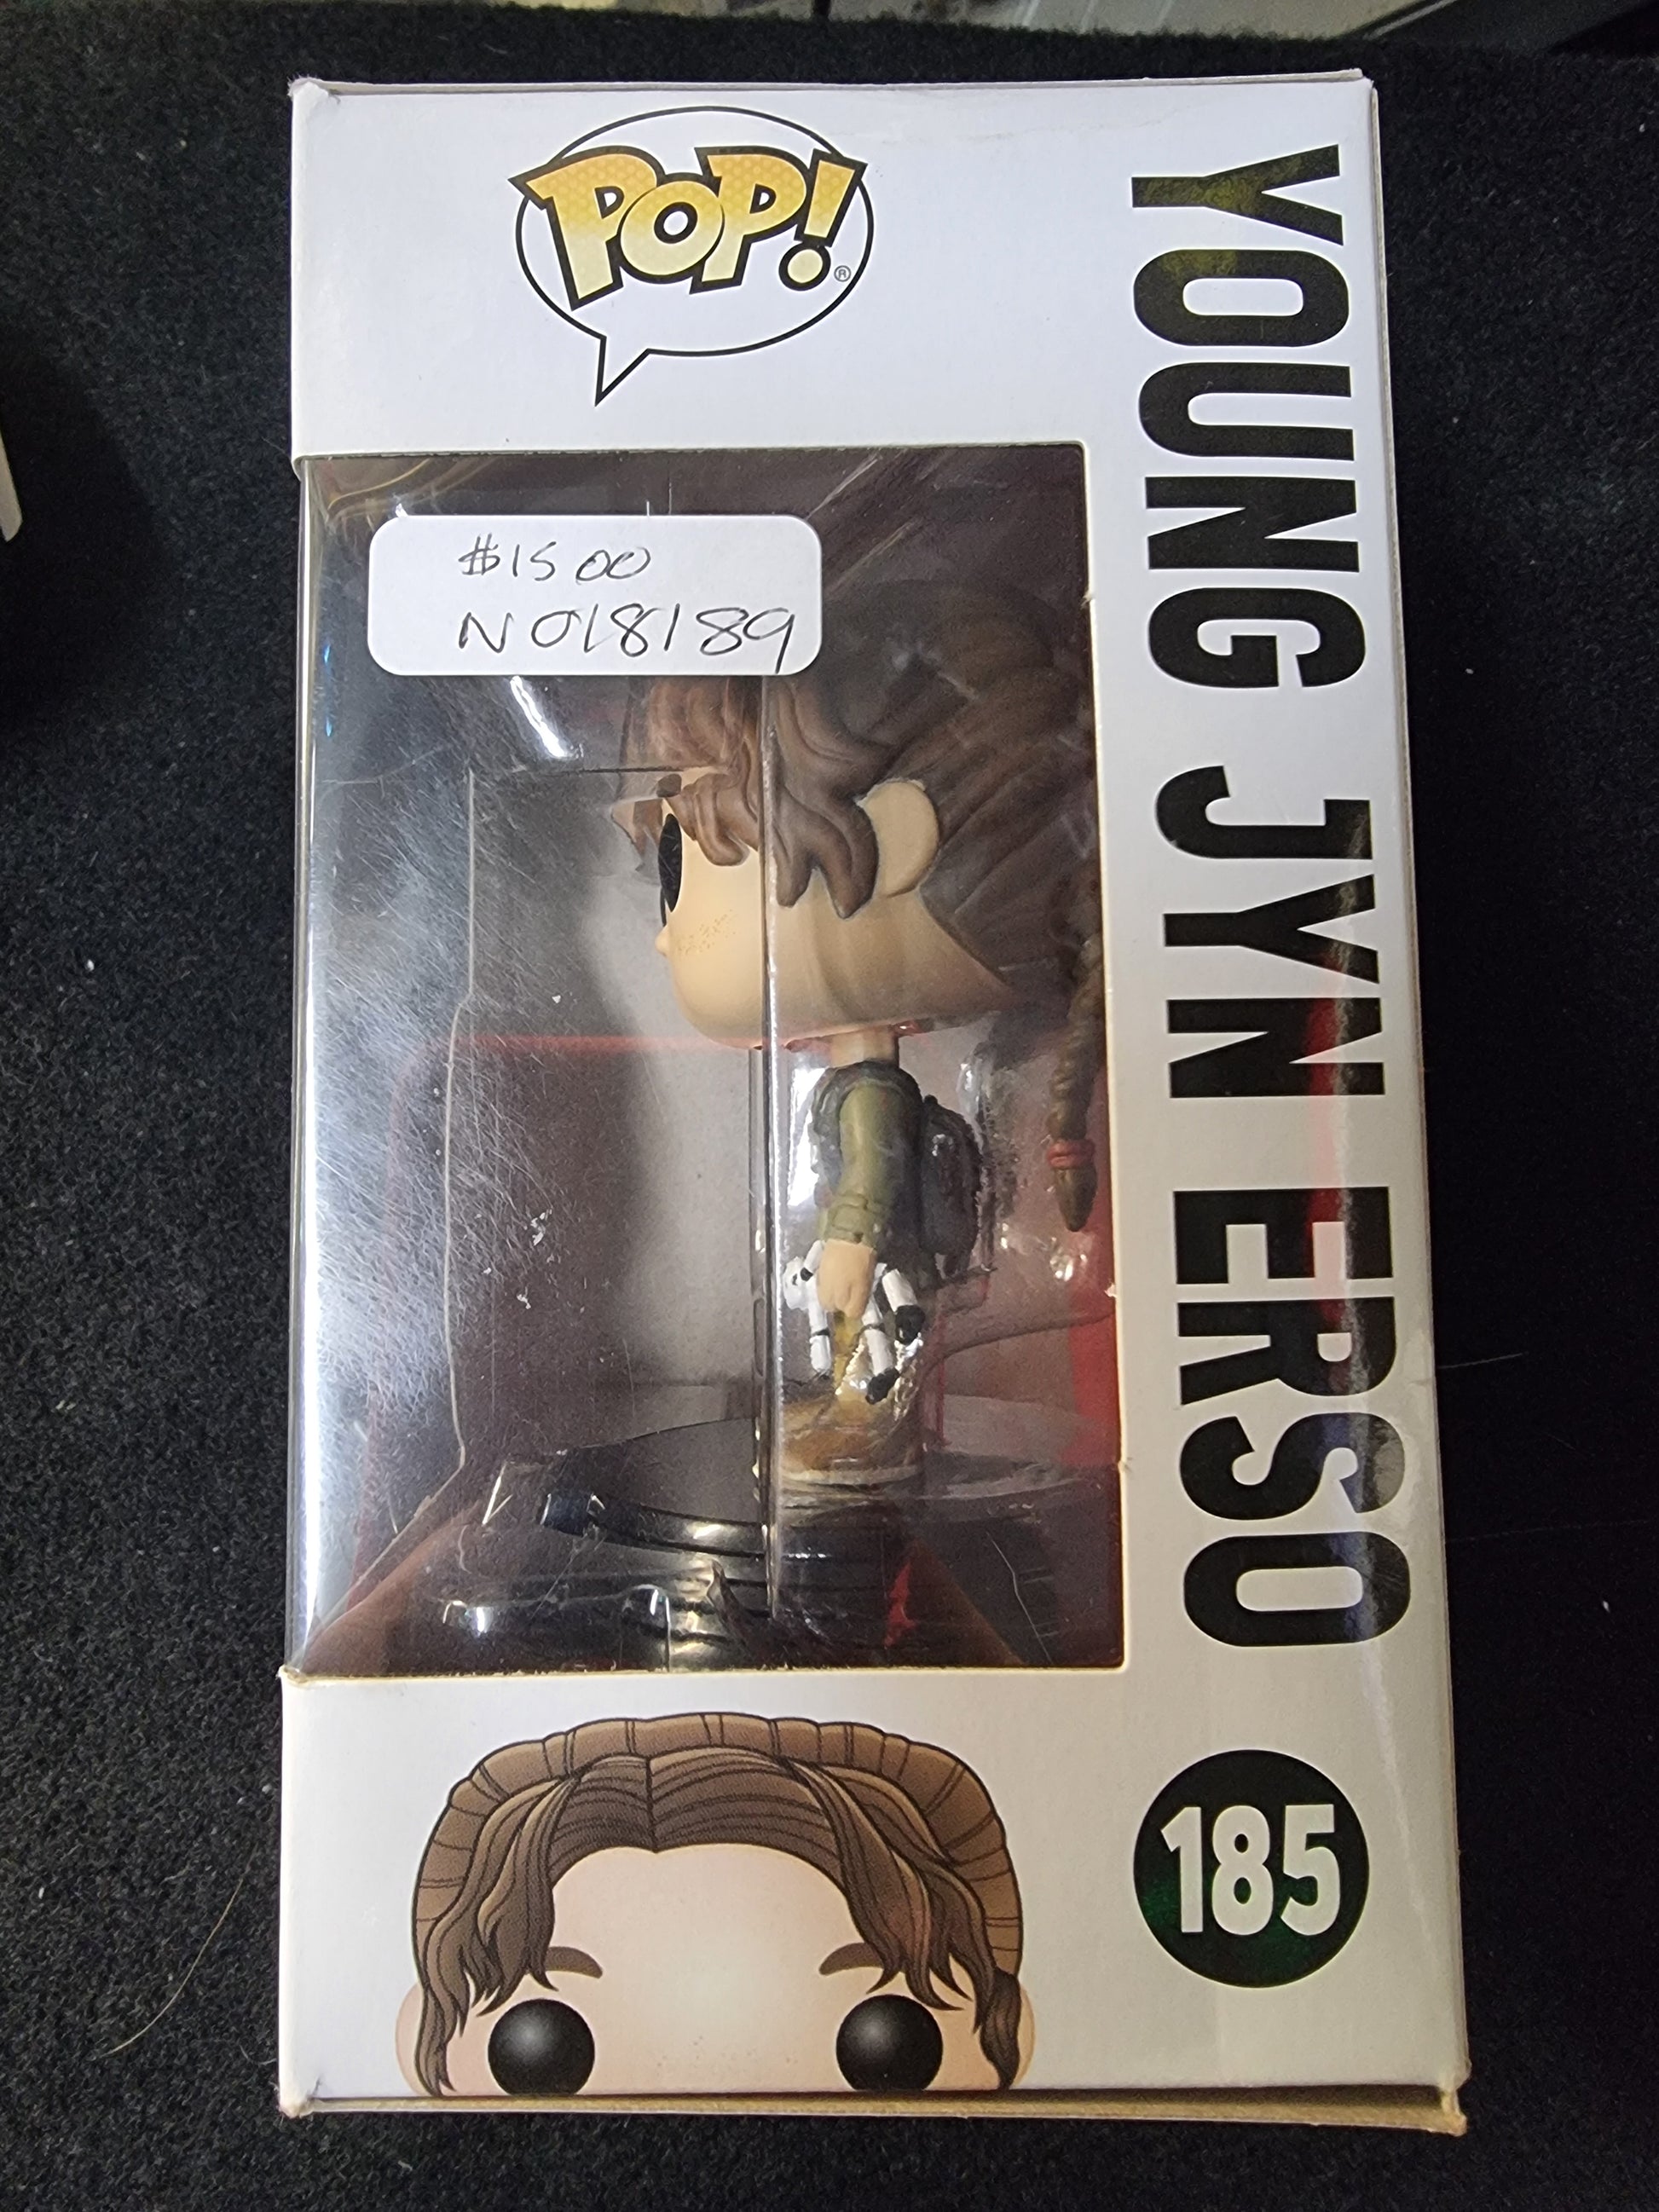 POP!
®
$15 00
N018189
YOUNG JYN ERSO
185